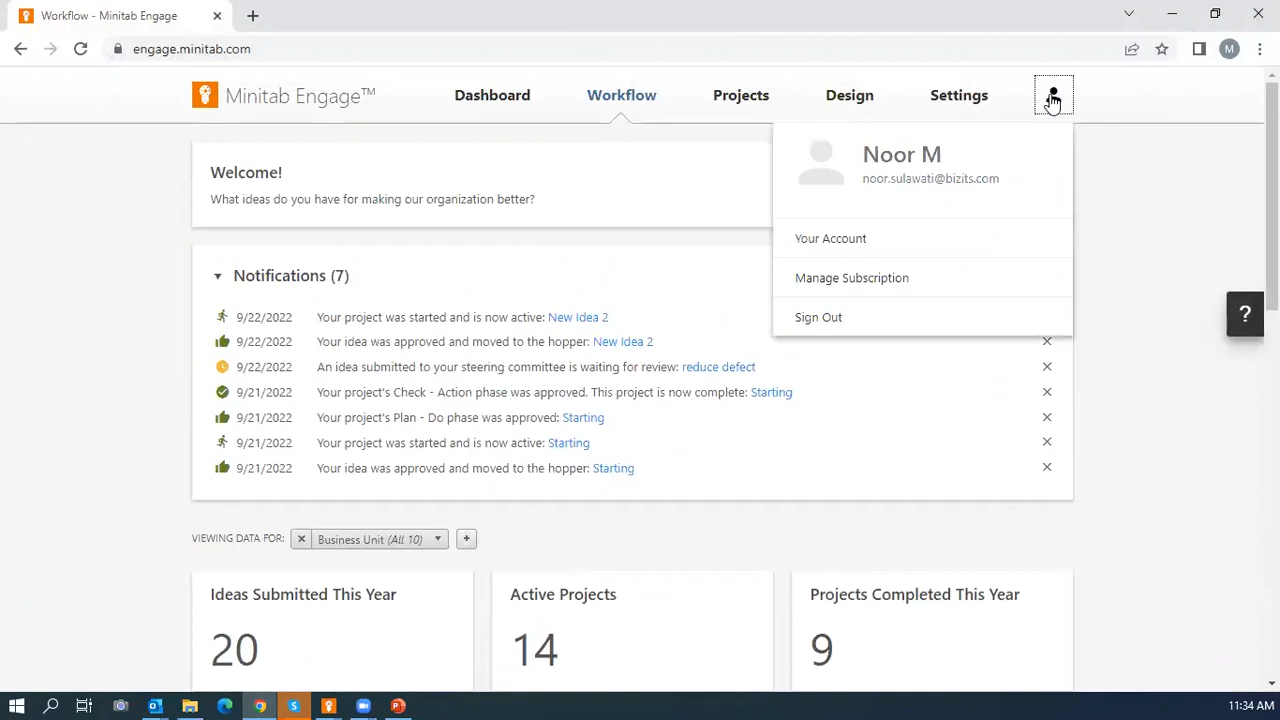 Workflow - Minitab Engage
engage.minitab.com
M
Minitab Engage™
Dashboard
Workflow
Projects
Design
Settings
Noor M
noor.sulawati@bizits.com
Your Account
Manage Subscription
Sign Out
Welcome!
What ideas do you have for making our organization better?
Notifications (7)
9/22/2022 Your project was started and is now active: New Idea 2
9/22/2022 Your idea was approved and moved to the hopper: New Idea 2
9/22/2022 An idea submitted to your steering committee is waiting for review: reduce defect
9/21/2022 Your project's Check - Action phase was approved. This project is now complete: Starting
9/21/2022 Your project's Plan - Do phase was approved: Starting
9/21/2022 Your project was started and is now active: Starting
9/21/2022 Your idea was approved and moved to the hopper: Starting
?
VIEWING DATA FOR: Business Unit (All 10) +
Ideas Submitted This Year
20
Active Projects
14
Projects Completed This Year
9
11:34 AM